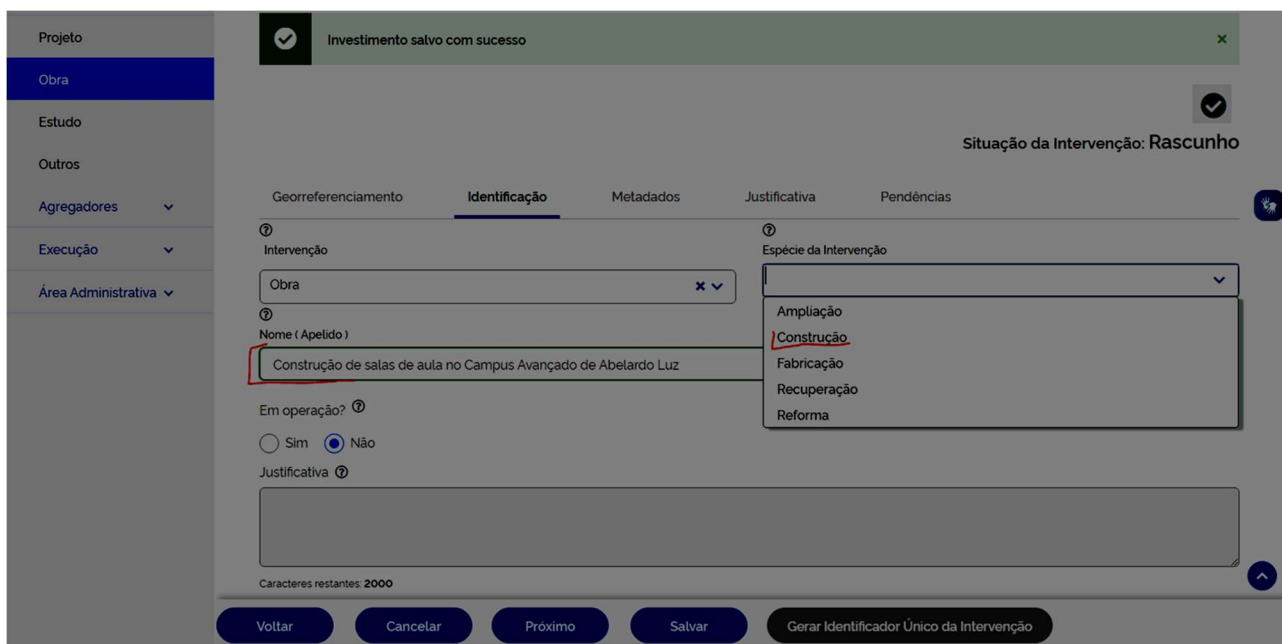 Projeto
Obra
Estudo
Outros
Agregadores
Execução
Área Administrativa
Investimento salvo com sucesso
Situação da Intervenção: Rascunho
Georreferenciamento Identificação Metadados Justificativa Pendências
Intervenção
Obra
Espécie da Intervenção
Ampliação
Construção
Fabricação
Recuperação
Reforma
Nome ( Apelido )
Construção de salas de aula no Campus Avançado de Abelardo Luz
Em operação?
Sim Não
Justificativa
Caracteres restantes: 2000
Voltar Cancelar Próximo Salvar Gerar Identificador Único da Intervenção